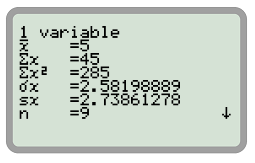 1 variable
x̄ =5
Σx =45
Σx² =285
σx =2.58198889
sx =2.73861278
n =9 ↓